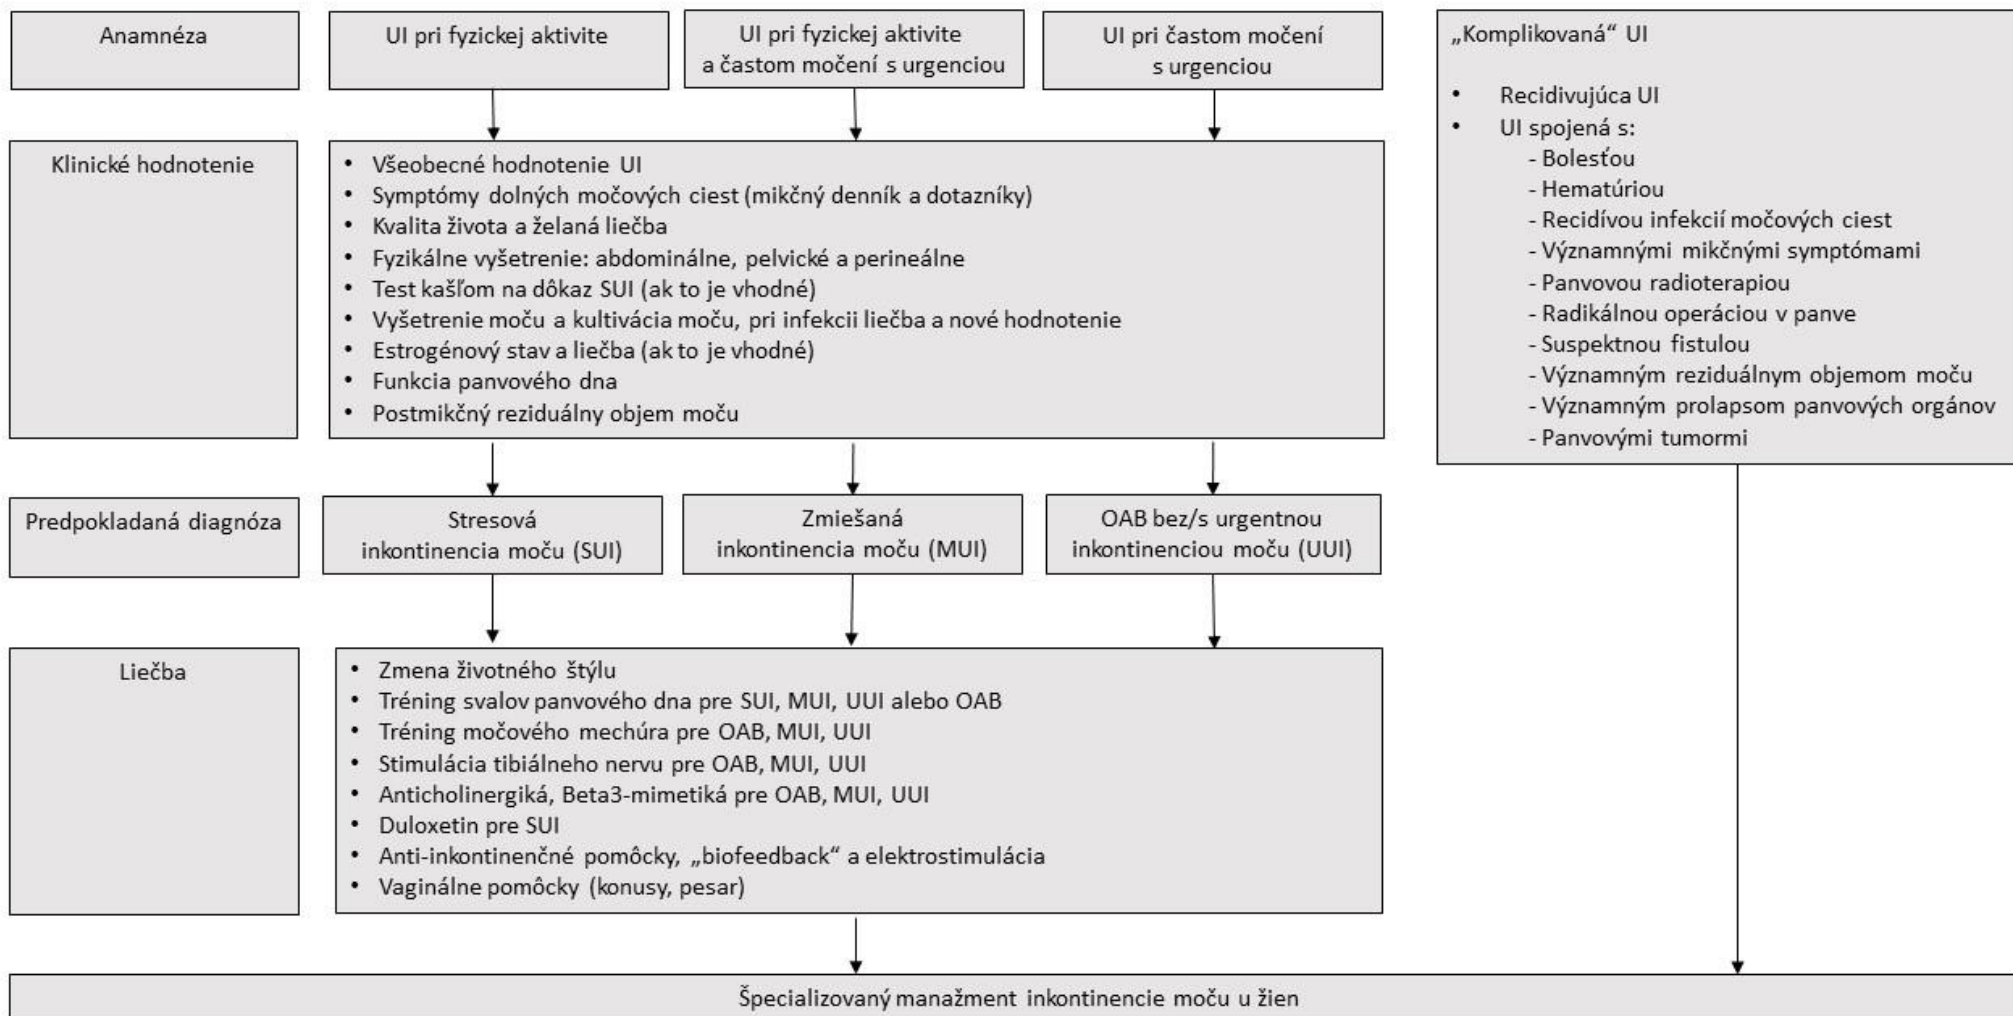 Anamnéza
UI pri fyzickej aktivite
UI pri fyzickej aktivite
a častom močení s urgenciou
UI pri častom močení
s urgenciou
„Komplikovaná“ UI
• Recidivujúca UI
• UI spojená s:
- Bolesťou
- Hematúriou
- Recidívou infekcií močových ciest
- Významnými mikčnými symptómami
- Panvovou radioterapiou
- Radikálnou operáciou v panve
- Suspektnou fistulou
- Významným reziduálnym objemom moču
- Významným prolapsom panvových orgánov
- Panvovými tumormi
Klinické hodnotenie
• Všeobecné hodnotenie UI
• Symptómy dolných močových ciest (mikčný denník a dotazníky)
• Kvalita života a želaná liečba
• Fyzikálne vyšetrenie: abdominálne, pelvické a perineálne
• Test kašľom na dôkaz SUI (ak to je vhodné)
• Vyšetrenie moču a kultivácia moču, pri infekcii liečba a nové hodnotenie
• Estrogénový stav a liečba (ak to je vhodné)
• Funkcia panvového dna
• Postmikčný reziduálny objem moču
Predpokladaná diagnóza
Stresová
inkontinencia moču (SUI)
Zmiešaná
inkontinencia moču (MUI)
OAB bez/s urgentnou
inkontinenciou moču (UUI)
Liečba
• Zmena životného štýlu
• Tréning svalov panvového dna pre SUI, MUI, UUI alebo OAB
• Tréning močového mechúra pre OAB, MUI, UUI
• Stimulácia tibiálneho nervu pre OAB, MUI, UUI
• Anticholinergiká, Beta3-mimetiká pre OAB, MUI, UUI
• Duloxetin pre SUI
• Anti-inkontinenčné pomôcky, „biofeedback“ a elektrostimulácia
• Vaginálne pomôcky (konusy, pesar)
Špecializovaný manažment inkontinencie moču u žien